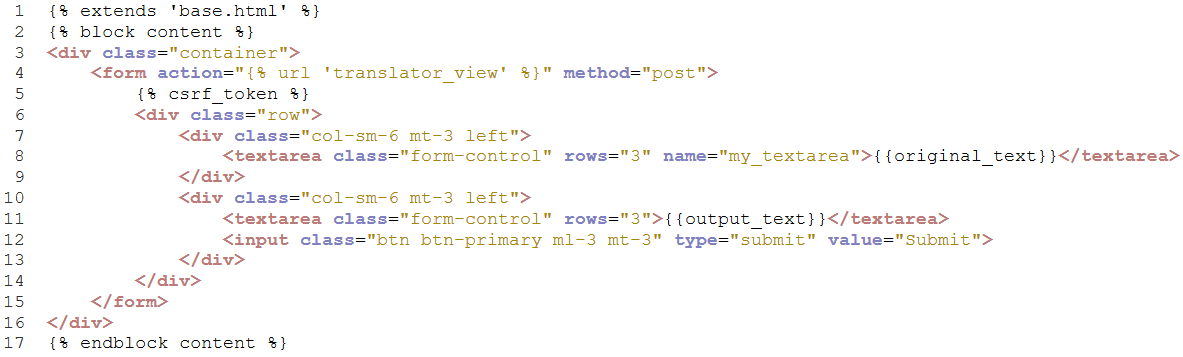 1 {% extends 'base.html' %}
2 {% block content %}
3 <div class="container">
4     <form action="{% url 'translator_view' %}" method="post">
5         {% csrf_token %}
6         <div class="row">
7             <div class="col-sm-6 mt-3 left">
8                 <textarea class="form-control" rows="3" name="my_textarea">{{original_text}}</textarea>
9             </div>
10             <div class="col-sm-6 mt-3 left">
11                 <textarea class="form-control" rows="3">{{output_text}}</textarea>
12                 <input class="btn btn-primary ml-3 mt-3" type="submit" value="Submit">
13             </div>
14         </div>
15     </form>
16 </div>
17 {% endblock content %}